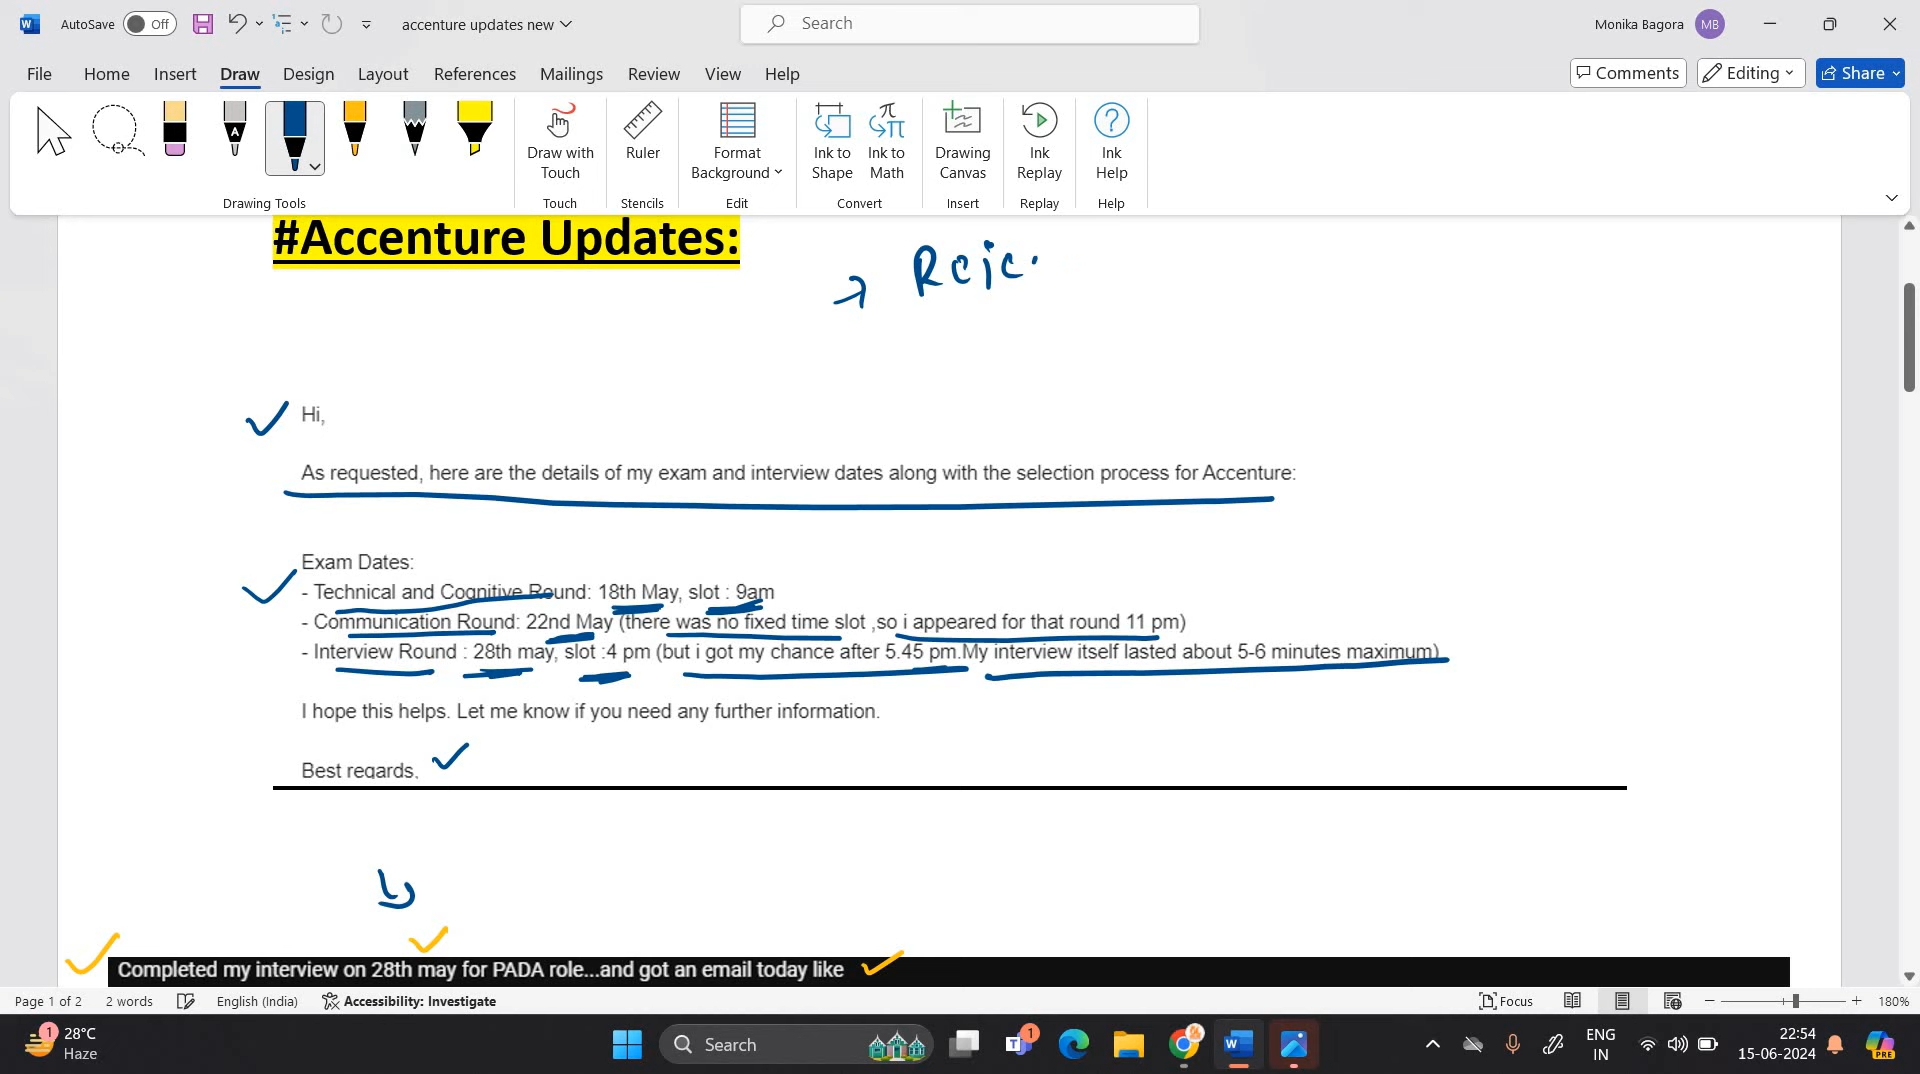 AutoSave Off accenture updates new Search Monika Bagora MB
File Home Insert Draw Design Layout References Mailings Review View Help Comments Editing Share
A
Draw with Touch Ruler Format Background Ink to Shape Ink to Math Drawing Canvas Ink Replay Ink Help
Drawing Tools Touch Stencils Edit Convert Insert Replay Help
#Accenture Updates:
Hi,
As requested, here are the details of my exam and interview dates along with the selection process for Accenture:
Exam Dates:
- Technical and Cognitive Round: 18th May, slot : 9am
- Communication Round: 22nd May (there was no fixed time slot ,so i appeared for that round 11 pm)
- Interview Round : 28th may, slot :4 pm (but i got my chance after 5.45 pm.My interview itself lasted about 5-6 minutes maximum)
I hope this helps. Let me know if you need any further information.
Best regards,
Completed my interview on 28th may for PADA role...and got an email today like
Page 1 of 2 2 words English (India) Accessibility: Investigate Focus 180%
1 28°C Haze Search 1 ENG IN 22:54 15-06-2024 PRE